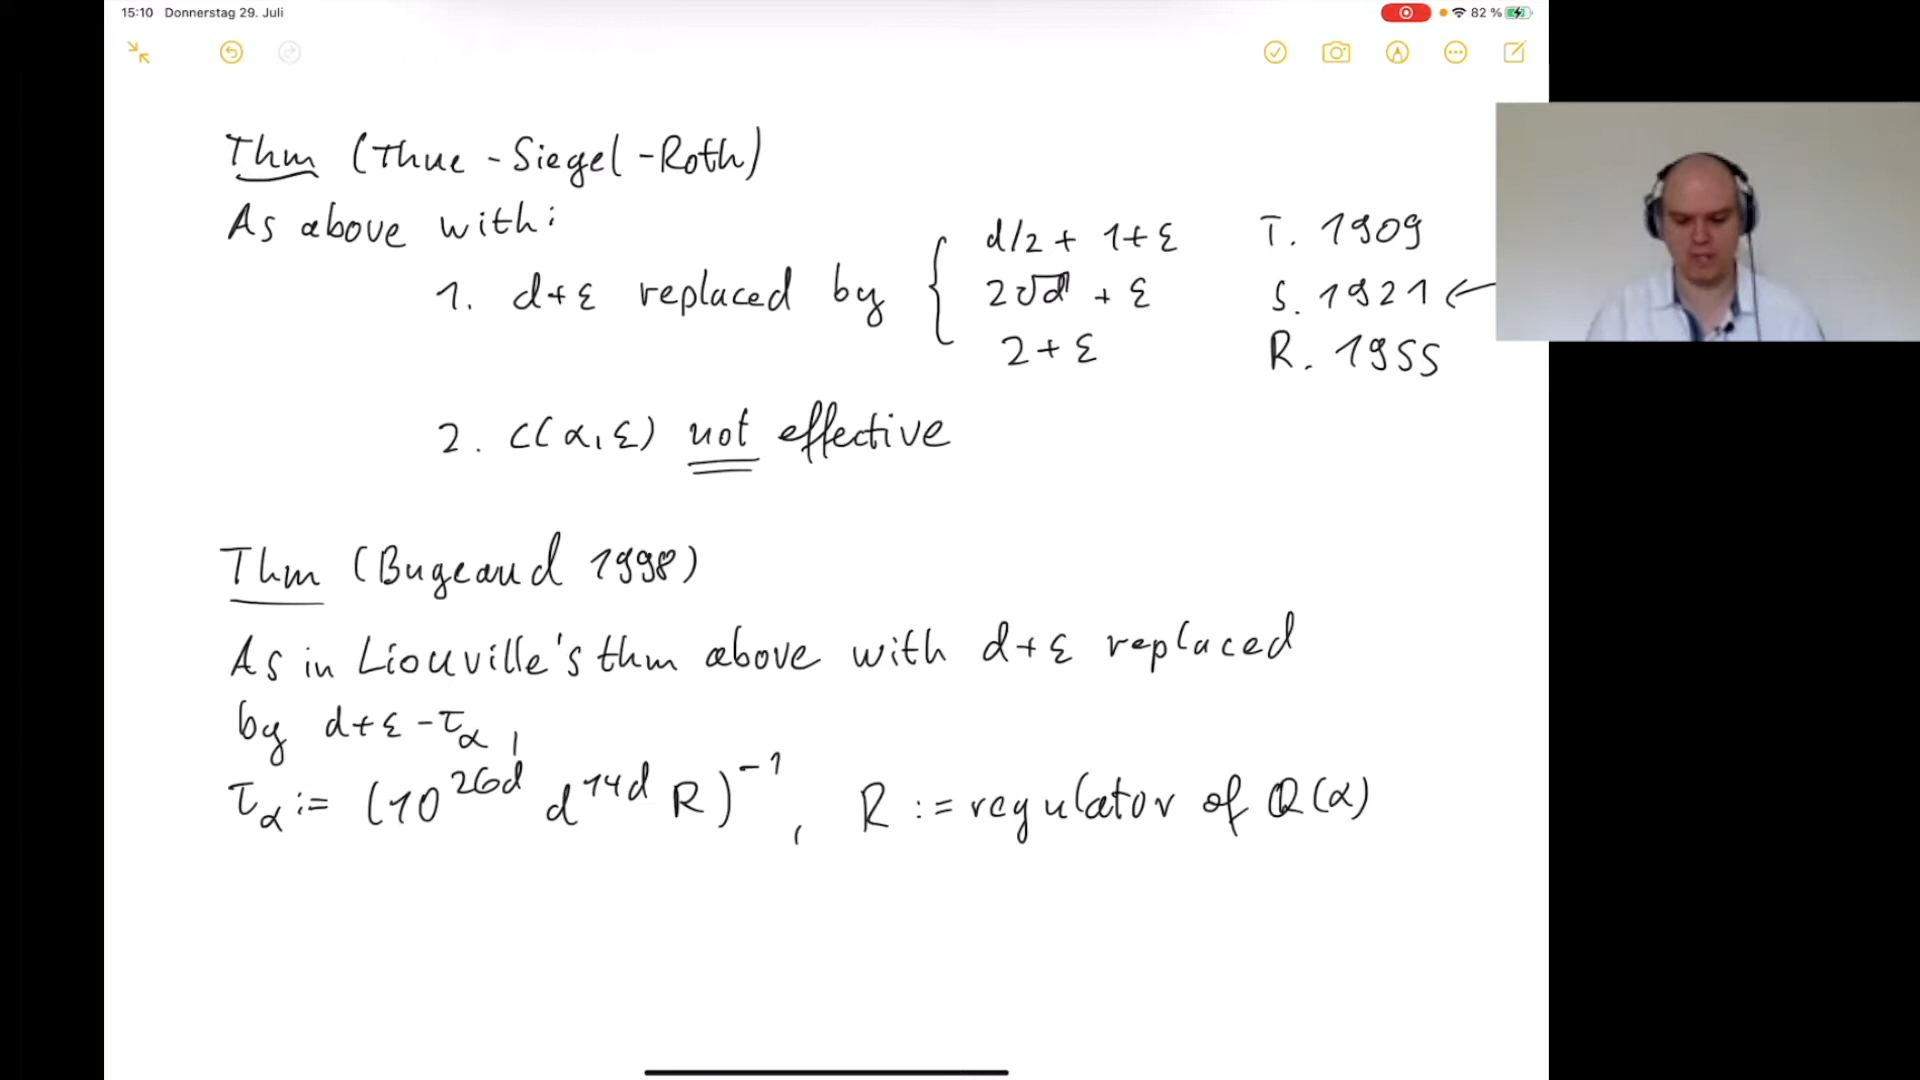 15:10 Donnerstag 29. Juli
82 %
Thm (Thue-Siegel-Roth)
As above with:
1. d+ε replaced by { d/2 + 1+ε T. 1909
2√d + ε S. 1921 ←
2+ε R. 1955
2. C(α,ε) not effective
Thm (Bugeaud 1998)
As in Liouville's thm above with d+ε replaced
by d+ε-τ_α,
τ_α := (10^{26d} d^{14d} R)^{-1}, R := regulator of Q(α)